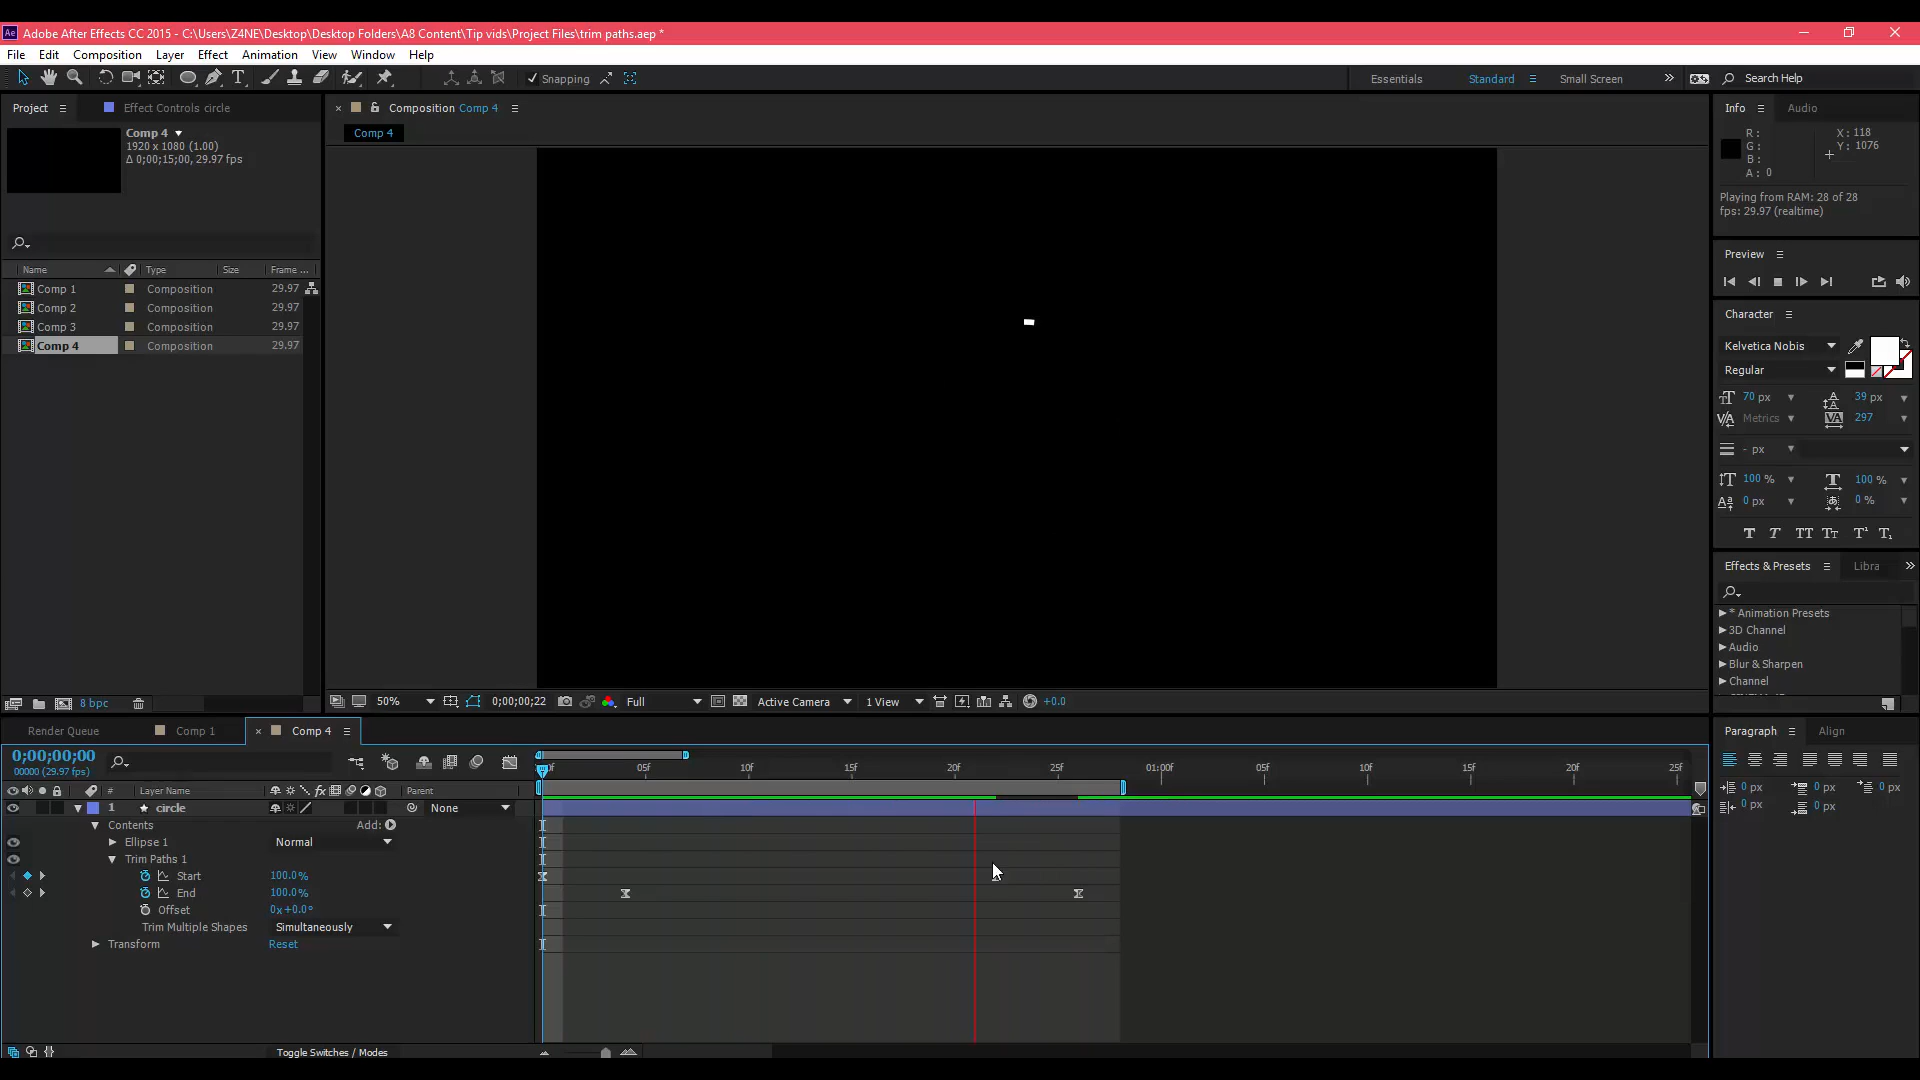 Ae Adobe After Effects CC 2015 - C:\Users\Z4NE\Desktop\Desktop Folders\A8 Content\Tip vids\Project Files\trim paths.aep *
File Edit Composition Layer Effect Animation View Window Help
Snapping Essentials Standard Small Screen » Search Help
Project Effect Controls circle
Composition Comp 4
Info Audio
Comp 4
1920 x 1080 (1.00)
Δ 0;00;15;00, 29.97 fps
Comp 4
R:
G:
B:
A: 0
X: 118
Y: 1076
Playing from RAM: 28 of 28
fps: 29.97 (realtime)
Preview
Name Type Size Frame ...
Comp 1 Composition 29.97
Comp 2 Composition 29.97
Comp 3 Composition 29.97
Comp 4 Composition 29.97
Character
Kelvetica Nobis
Regular
70 px 39 px
Metrics 297
- px
100 % 100 %
0 px 0 %
T T TT Tт T¹ T₁
Effects & Presets Libra »
* Animation Presets
3D Channel
Audio
Blur & Sharpen
Channel
8 bpc
50% 0;00;00;22 Full Active Camera 1 View +0.0
Render Queue Comp 1 Comp 4
Paragraph Align
0 px 0 px 0 px
0 px 0 px
0;00;00;00
00000 (29.97 fps)
05f 10f 15f 20f 25f 01:00f 05f 10f 15f 20f 25f
# Layer Name Parent
1 circle None
Contents Add:
Ellipse 1 Normal
Trim Paths 1
Start 100.0%
End 100.0%
Offset 0x+0.0°
Trim Multiple Shapes Simultaneously
Transform Reset
Toggle Switches / Modes